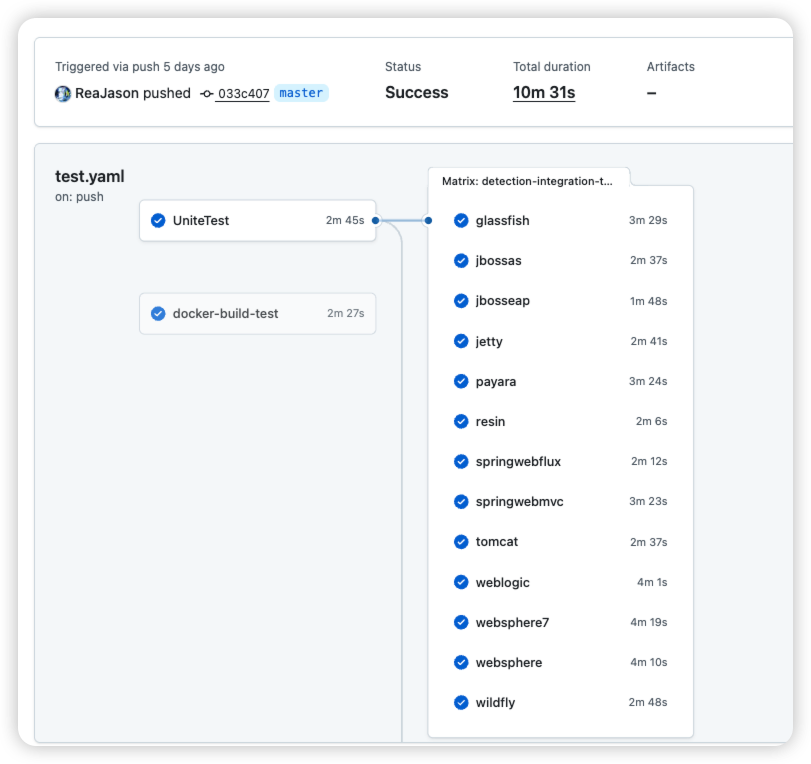 Triggered via push 5 days ago
ReaJason pushed 033c407 master
Status
Success
Total duration
10m 31s
Artifacts
–
test.yaml
on: push
UniteTest 2m 45s
docker-build-test 2m 27s
Matrix: detection-integration-t...
glassfish 3m 29s
jbossas 2m 37s
jbosseap 1m 48s
jetty 2m 41s
payara 3m 24s
resin 2m 6s
springwebflux 2m 12s
springwebmvc 3m 23s
tomcat 2m 37s
weblogic 4m 1s
websphere7 4m 19s
websphere 4m 10s
wildfly 2m 48s